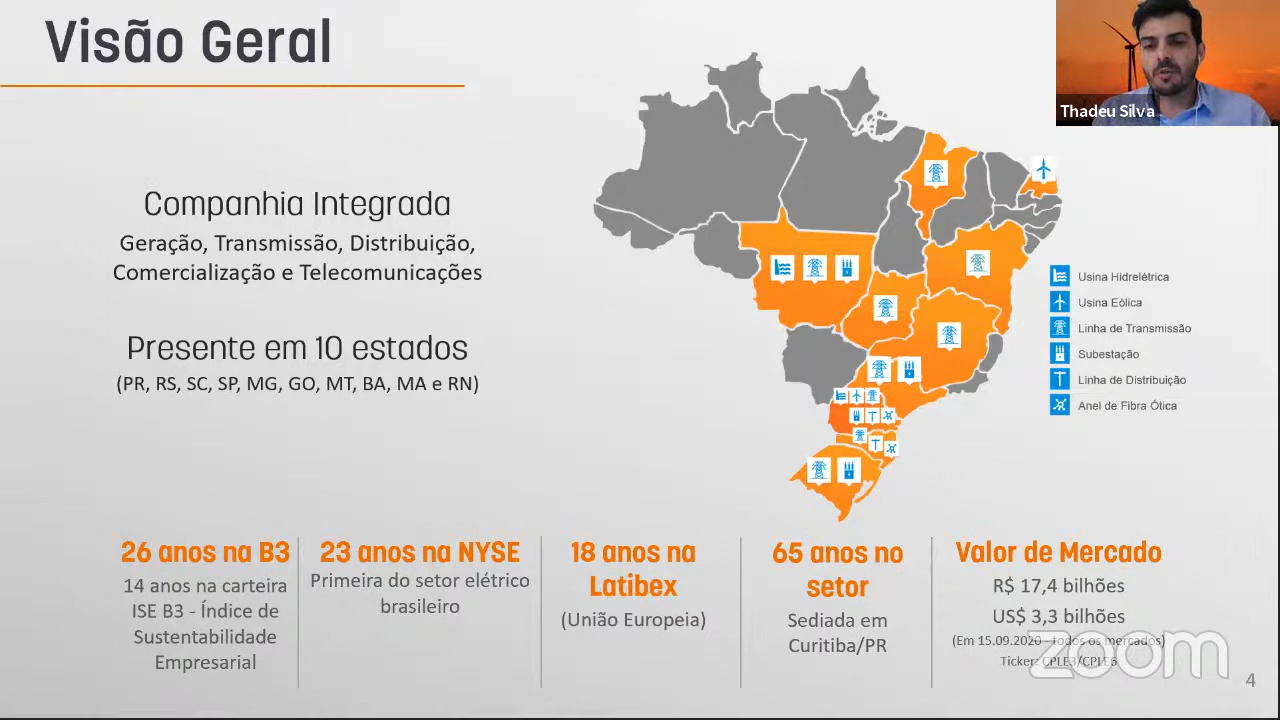 Visão Geral
Thadeu Silva
Companhia Integrada
Geração, Transmissão, Distribuição,
Comercialização e Telecomunicações
Presente em 10 estados
(PR, RS, SC, SP, MG, GO, MT, BA, MA e RN)
Usina Hidrelétrica
Usina Eólica
Linha de Transmissão
Subestação
Linha de Distribuição
Anel de Fibra Ótica
26 anos na B3
14 anos na carteira
ISE B3 - Índice de
Sustentabilidade
Empresarial
23 anos na NYSE
Primeira do setor elétrico
brasileiro
18 anos na
Latibex
(União Europeia)
65 anos no
setor
Sediada em
Curitiba/PR
Valor de Mercado
R$ 17,4 bilhões
US$ 3,3 bilhões
(Em 15.09.2020 - todos os mercados)
Ticker: CPLE3/CPLE6
zoom
4